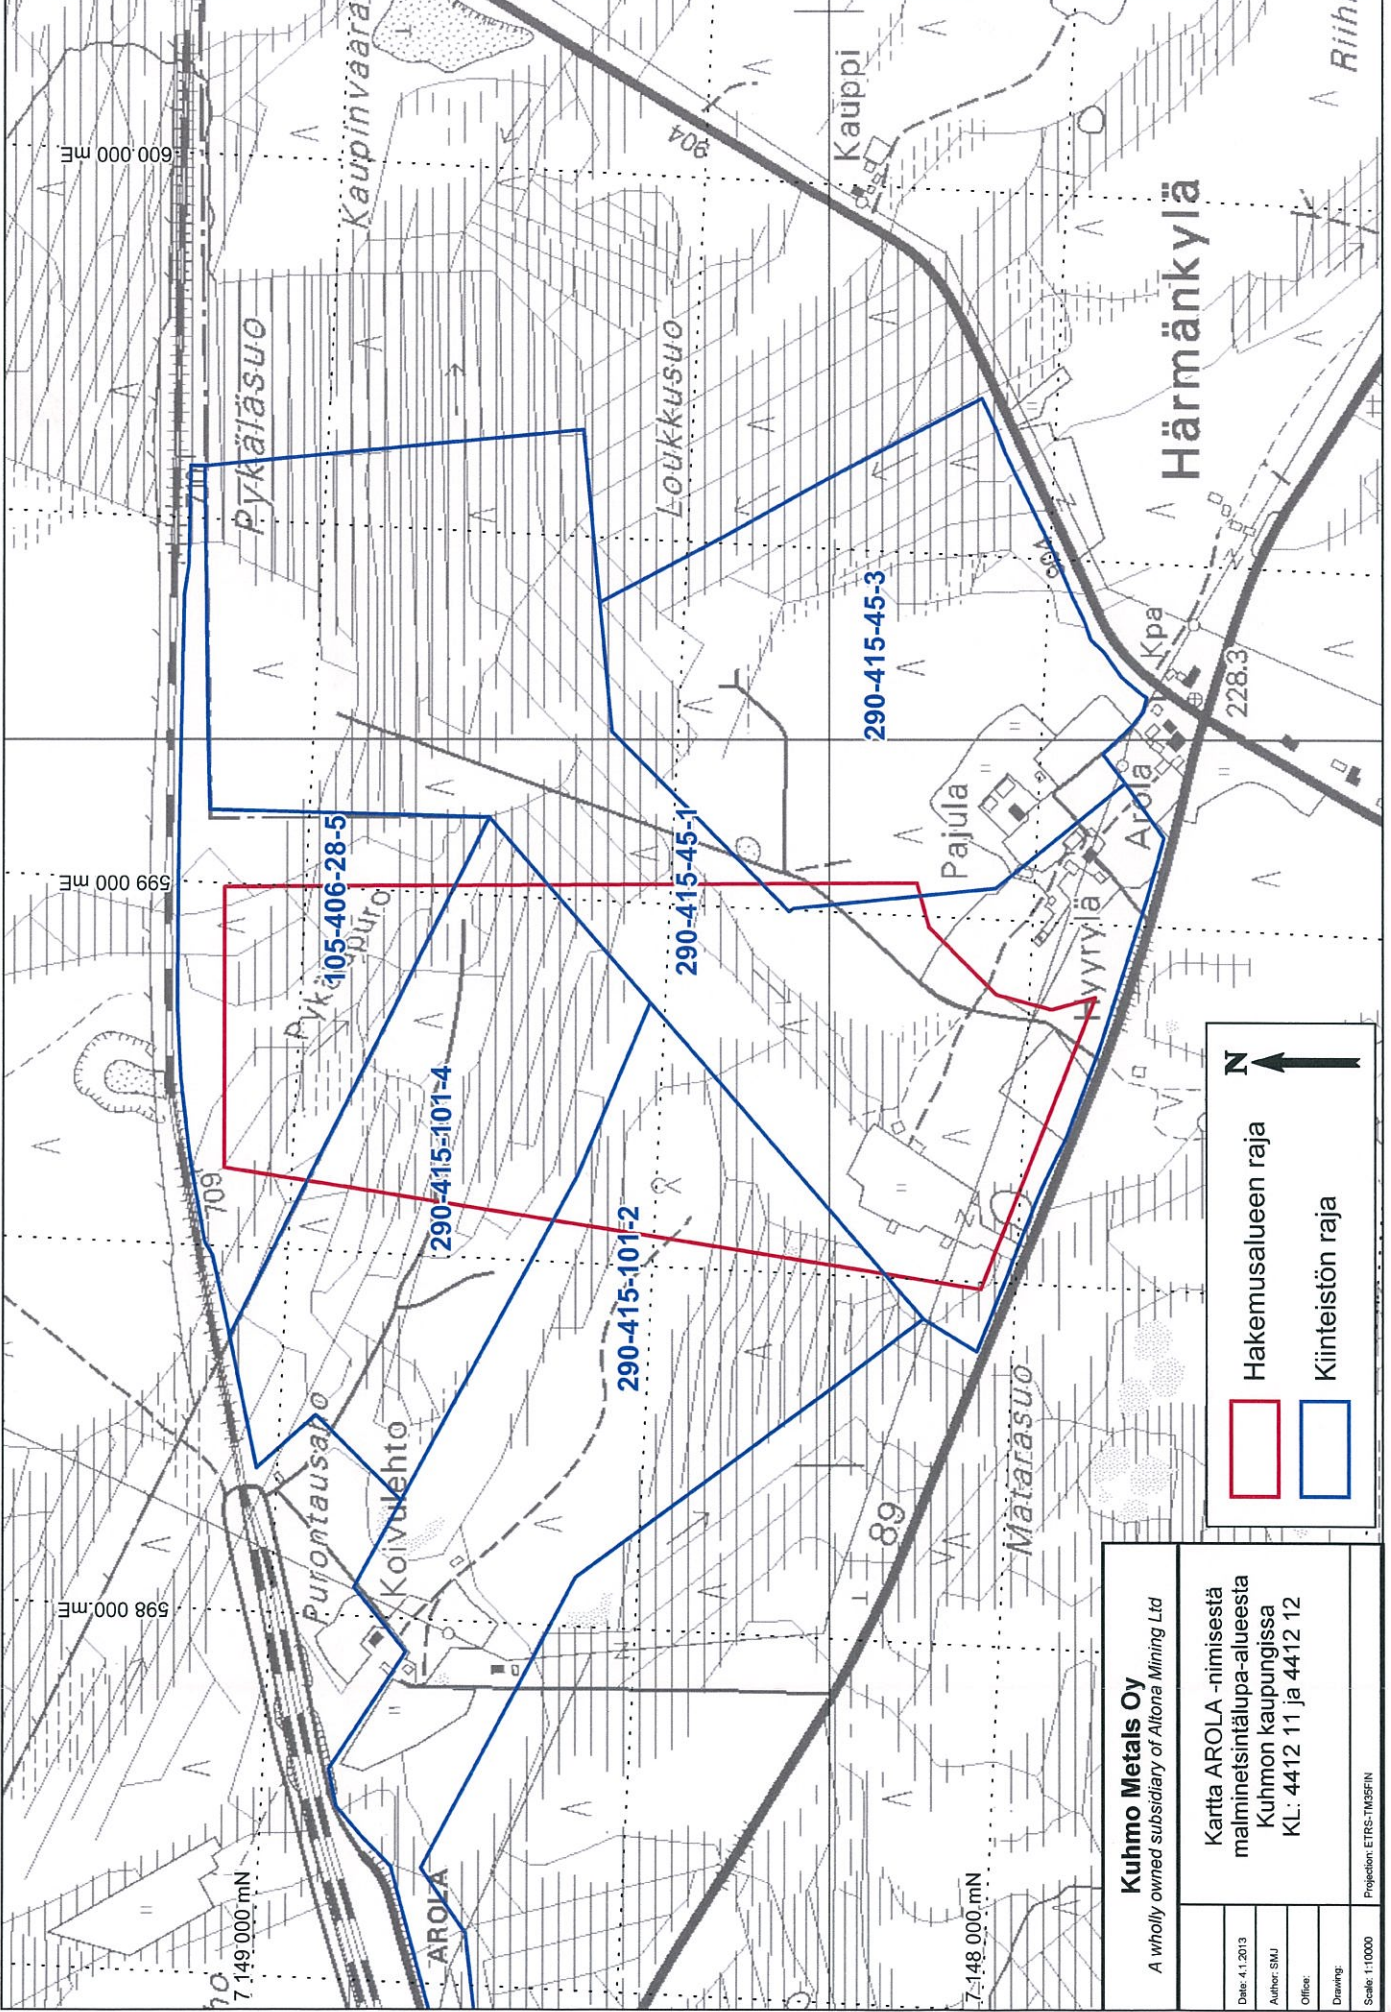 600 000 mE
599 000 mE
598 000 mE
7 149 000 mN
7 148 000 mN
Kaupinvaara
Pykäläsuo
Loukkusuo
904
Kauppi
Härmänkylä
904
Kpa
228.3
Arola
Pajula
Hyyrylä
709
Purontausaho
Koivulehto
AROLA
89
Matarasuo
105-406-28-5
290-415-101-4
290-415-101-2
290-415-45-1
290-415-45-3
N
Hakemusalueen raja
Kiinteistön raja
Kuhmo Metals Oy
A wholly owned subsidiary of Altona Mining Ltd
Kartta AROLA -nimisestä
malminetsintälupa-alueesta
Kuhmon kaupungissa
KL: 4412 11 ja 4412 12
Date: 4.1.2013
Author: SMJ
Office:
Drawing:
Scale: 1:10000
Projection: ETRS-TM35FIN